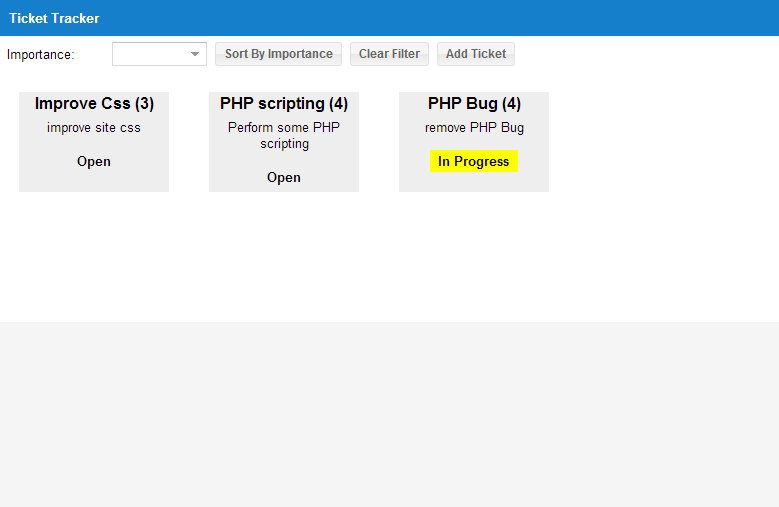 Ticket Tracker
Importance:
Sort By Importance
Clear Filter
Add Ticket
Improve Css (3)
improve site css
Open
PHP scripting (4)
Perform some PHP
scripting
Open
PHP Bug (4)
remove PHP Bug
In Progress